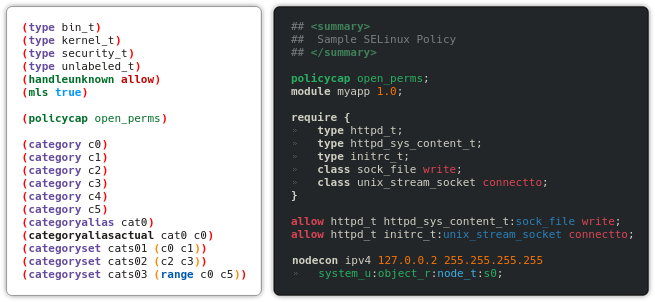 (type bin_t)
(type kernel_t)
(type security_t)
(type unlabeled_t)
(handleunknown allow)
(mls true)
(policycap open_perms)
(category c0)
(category c1)
(category c2)
(category c3)
(category c4)
(category c5)
(categoryalias cat0)
(categoryaliasactual cat0 c0)
(categoryset cats01 (c0 c1))
(categoryset cats02 (c2 c3))
(categoryset cats03 (range c0 c5))
## <summary>
##  Sample SELinux Policy
## </summary>
policycap open_perms;
module myapp 1.0;
require {
» type httpd_t;
» type httpd_sys_content_t;
» type initrc_t;
» class sock_file write;
» class unix_stream_socket connectto;
}
allow httpd_t httpd_sys_content_t:sock_file write;
allow httpd_t initrc_t:unix_stream_socket connectto;
nodecon ipv4 127.0.0.2 255.255.255.255
» system_u:object_r:node_t:s0;